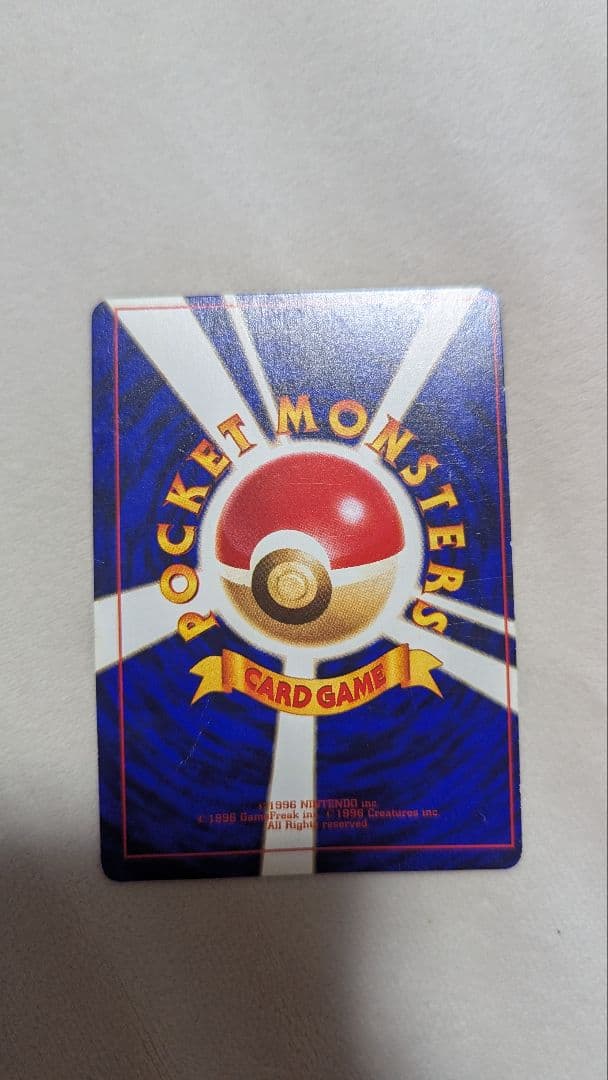 POCKET MONSTERS
CARD GAME
©1996 NINTENDO inc.
©1996 GameFreak inc. ©1996 Creatures inc.
All Rights reserved